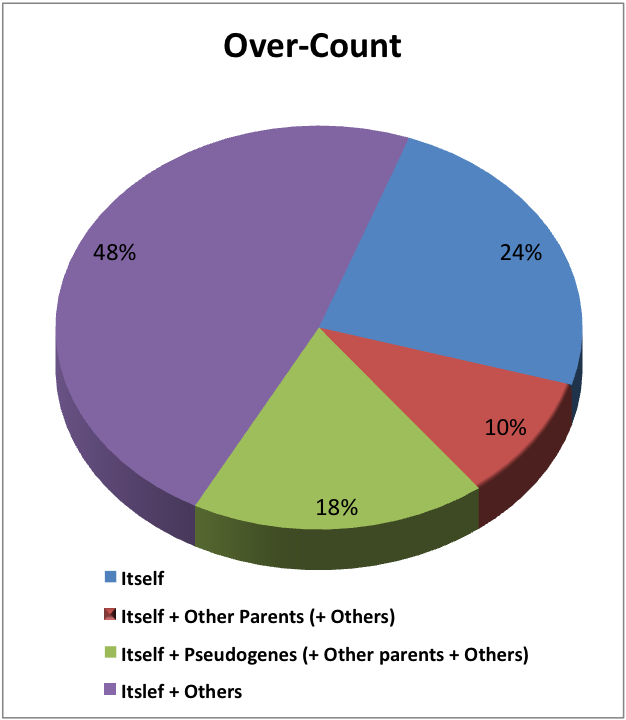 Over-Count
48%
24%
10%
18%
Itself
Itself + Other Parents (+ Others)
Itself + Pseudogenes (+ Other parents + Others)
Itslef + Others